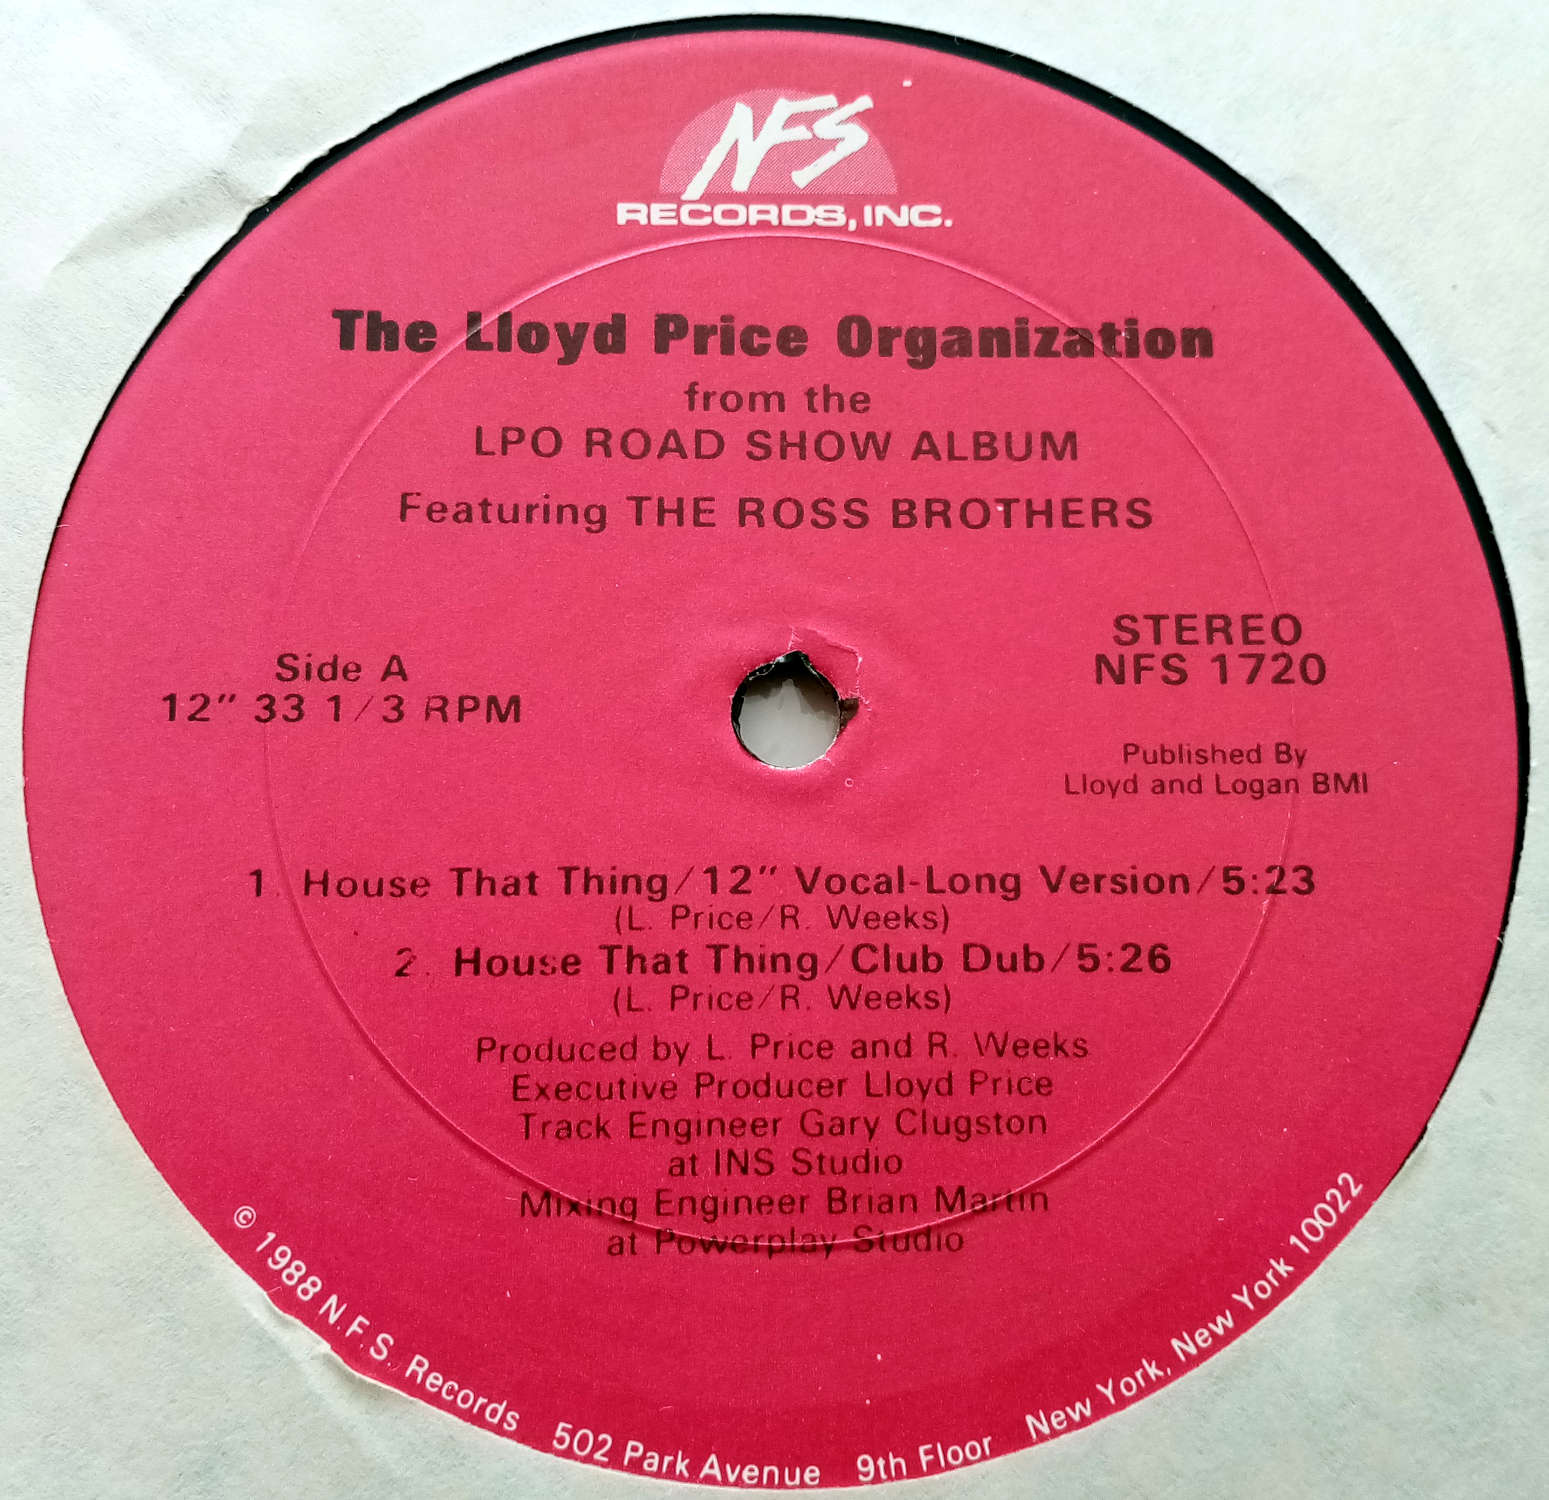 NFS
RECORDS, INC.
The Lloyd Price Organization
from the
LPO ROAD SHOW ALBUM
Featuring THE ROSS BROTHERS
Side A
12" 33 1/3 RPM
STEREO
NFS 1720
Published By
Lloyd and Logan BMI
1. House That Thing/12" Vocal-Long Version/5:23
(L. Price/R. Weeks)
2. House That Thing/Club Dub/5:26
(L. Price/R. Weeks)
Produced by L. Price and R. Weeks
Executive Producer Lloyd Price
Track Engineer Gary Clugston
at INS Studio
Mixing Engineer Brian Martin
at Powerplay Studio
© 1988 N.F.S. Records 502 Park Avenue 9th Floor New York, New York 10022